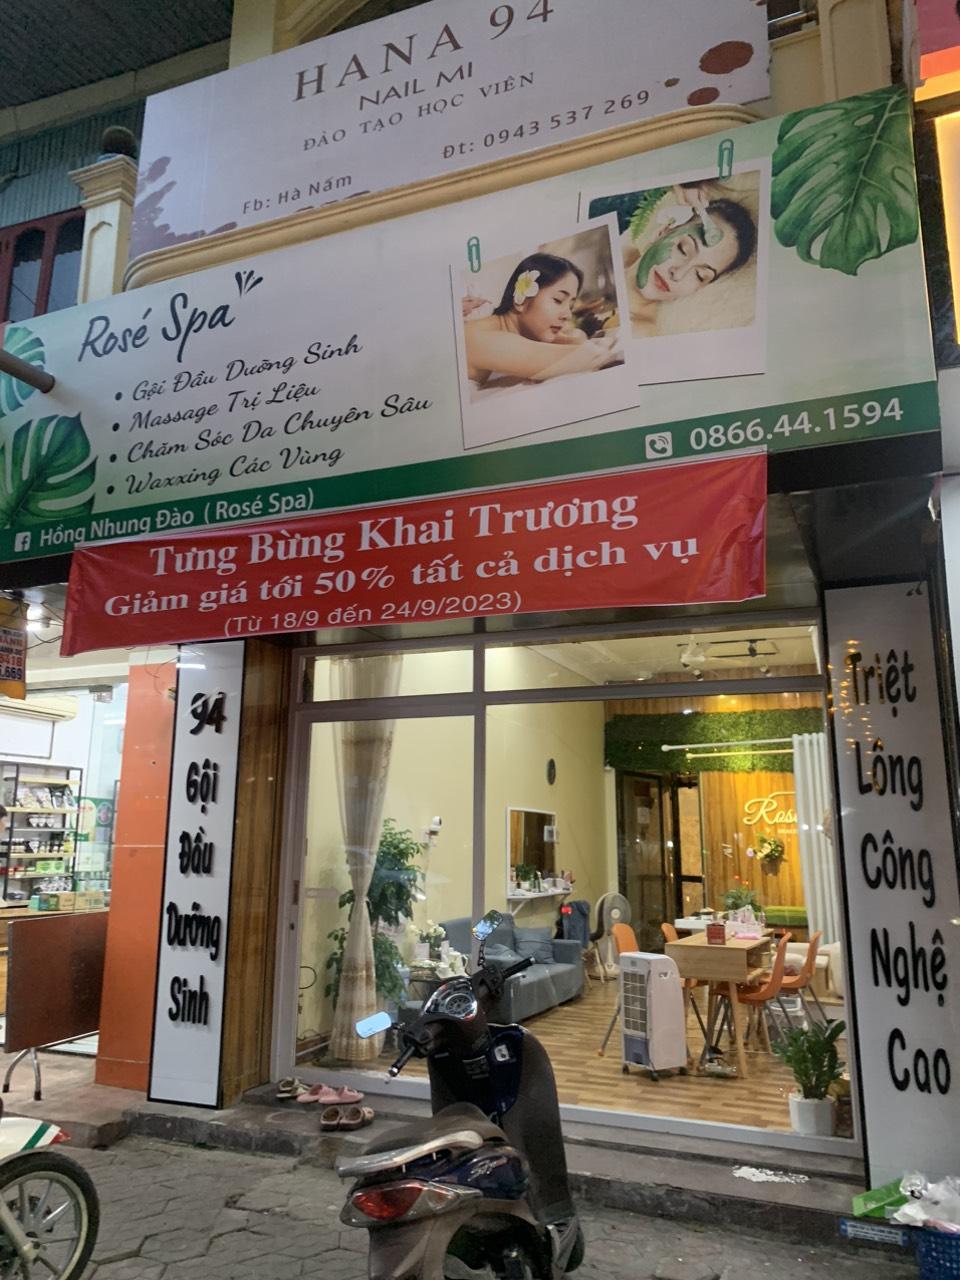 HANA 94
NAIL MI
ĐÀO TẠO HỌC VIÊN
Fb: Hà Nấm
Đt: 0943 537 269
Rosé Spa
• Gội Đầu Dưỡng Sinh
• Massage Trị Liệu
• Chăm Sóc Da Chuyên Sâu
• Waxxing Các Vùng
0866.44.1594
Hồng Nhung Đào ( Rosé Spa)
Tưng Bừng Khai Trương
Giảm giá tới 50% tất cả dịch vụ
(Từ 18/9 đến 24/9/2023)
94
Gội
Đầu
Dưỡng
Sinh
Triệt
Lông
Công
Nghệ
Cao